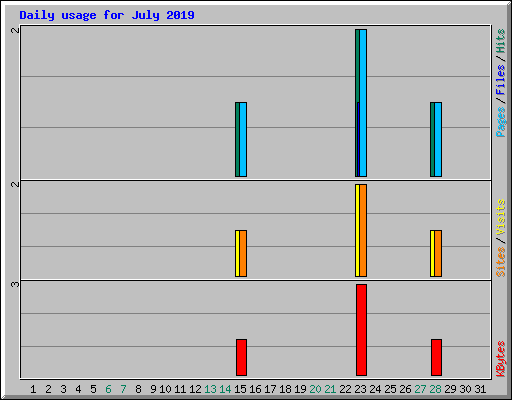 Daily usage for July 2019
2
2
3
Pages/Files/Hits
Sites/Visits
KBytes
1 2 3 4 5 6 7 8 9 10 11 12 13 14 15 16 17 18 19 20 21 22 23 24 25 26 27 28 29 30 31